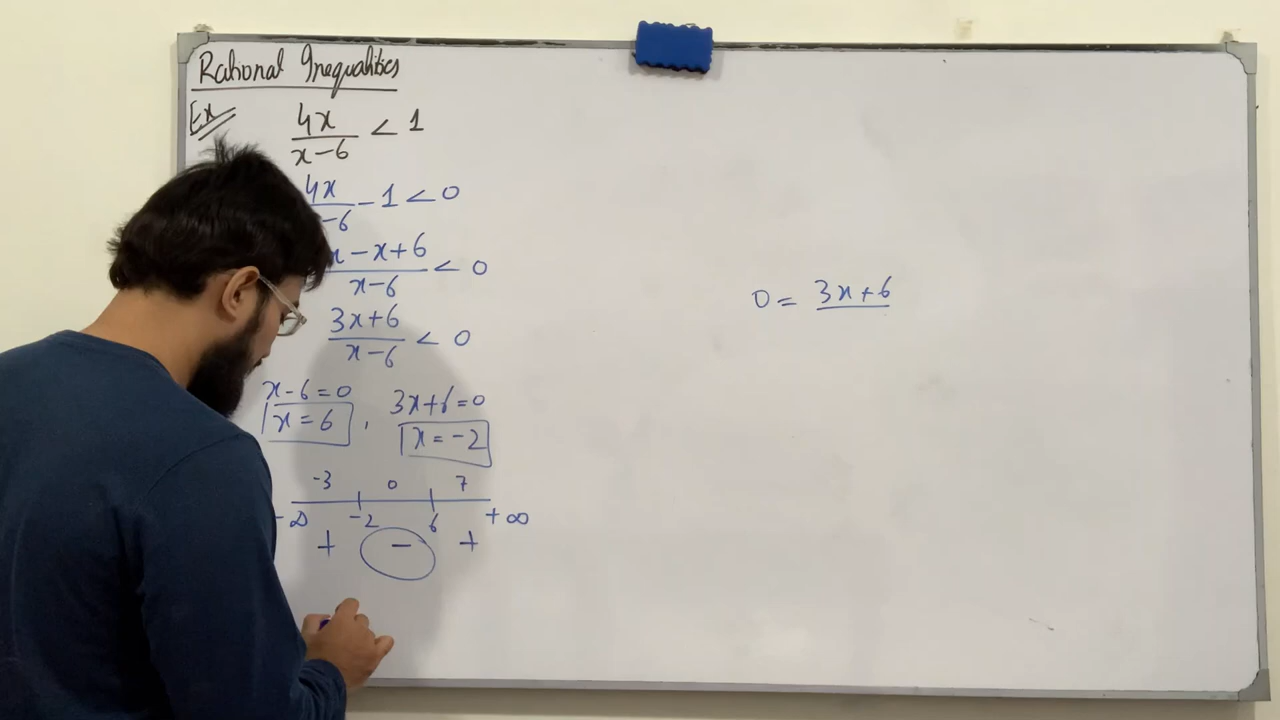 Rational Inequalities
Ex
4x
x-6
< 1
4x
-6
- 1 < 0
x - x + 6
x-6
< 0
3x+6
x-6
< 0
x-6=0
3x+6=0
x = 6 , x = -2
-3 0 7
-∞ -2 6 +∞
+ - +
0 = 3x+6